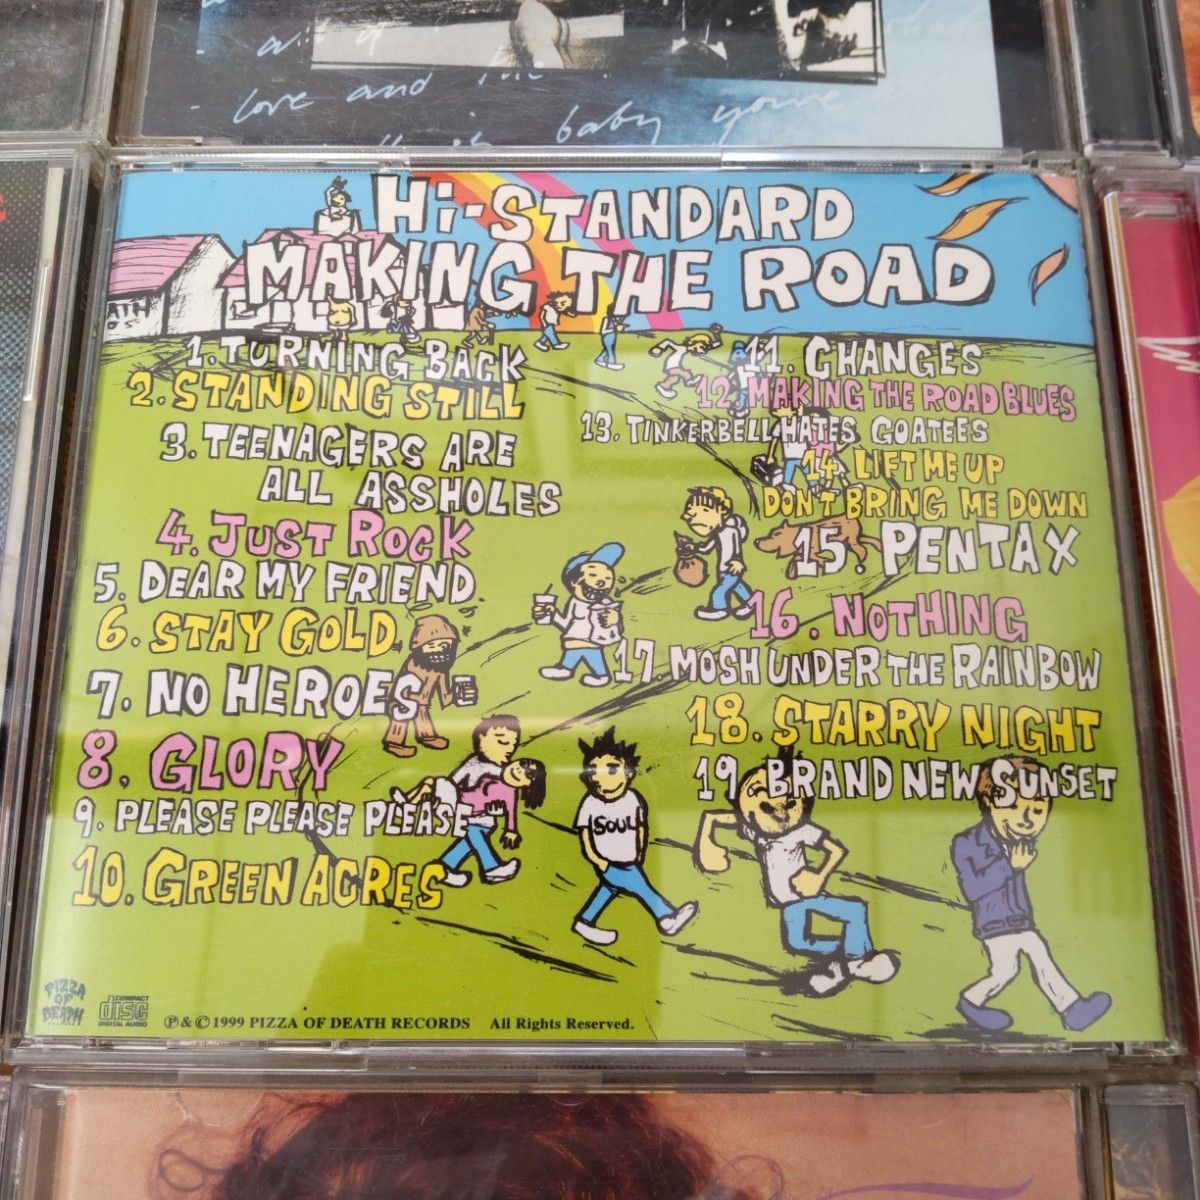 love and
baby you've
Hi-STANDARD
MAKING THE ROAD
1. TURNING BACK
2. STANDING STILL
3. TEENAGERS ARE
ALL ASSHOLES
4. JUST ROCK
5. DEAR MY FRIEND
6. STAY GOLD
7. NO HEROES
8. GLORY
9. PLEASE PLEASE PLEASE
10. GREEN ACRES
11. CHANGES
12. MAKING THE ROAD BLUES
13. TINKERBELL HATES GOATEES
14. LIFT ME UP
DON'T BRING ME DOWN
15. PENTAX
16. NOTHING
17. MOSH UNDER THE RAINBOW
18. STARRY NIGHT
19. BRAND NEW SUNSET
SOUL
PIZZA
OF
DEATH
COMPACT
disc
DIGITAL AUDIO
℗ & © 1999 PIZZA OF DEATH RECORDS All Rights Reserved.